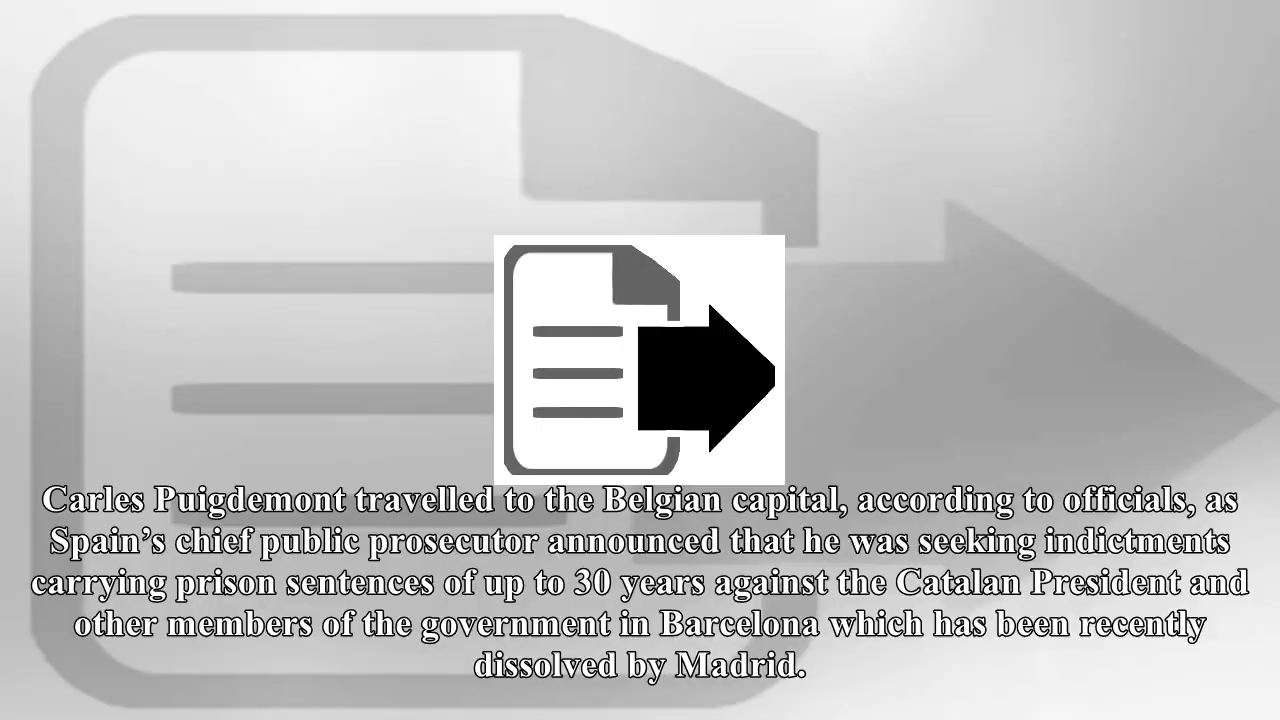 Carles Puigdemont travelled to the Belgian capital, according to officials, as
Spain’s chief public prosecutor announced that he was seeking indictments
carrying prison sentences of up to 30 years against the Catalan President and
other members of the government in Barcelona which has been recently
dissolved by Madrid.